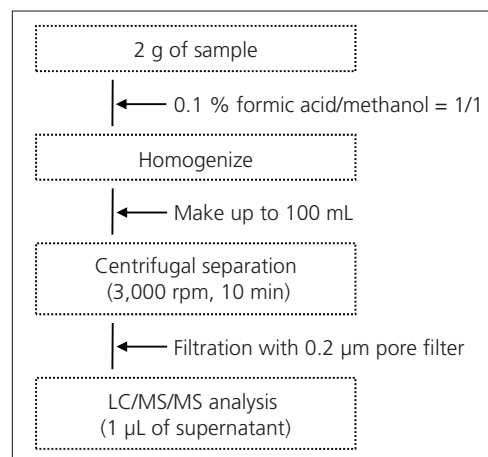 2 g of sample
0.1 % formic acid/methanol = 1/1
Homogenize
Make up to 100 mL
Centrifugal separation
(3,000 rpm, 10 min)
Filtration with 0.2 µm pore filter
LC/MS/MS analysis
(1 µL of supernatant)